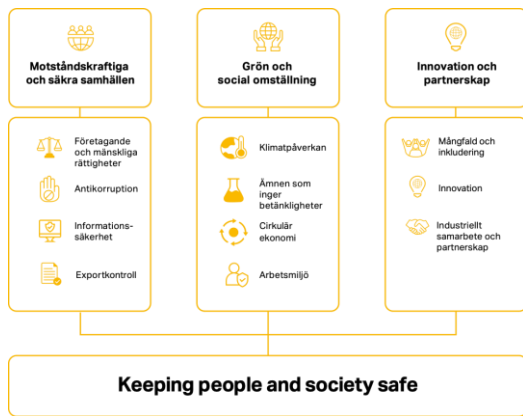 Motståndskraftiga
och säkra samhällen
Företagande
och mänskliga
rättigheter
Antikorruption
Informations-
säkerhet
Exportkontroll
Grön och
social omställning
Klimatpåverkan
Ämnen som
inger
betänkligheter
Cirkulär
ekonomi
Arbetsmiljö
Innovation och
partnerskap
Mångfald och
inkludering
Innovation
Industriellt
samarbete och
partnerskap
Keeping people and society safe